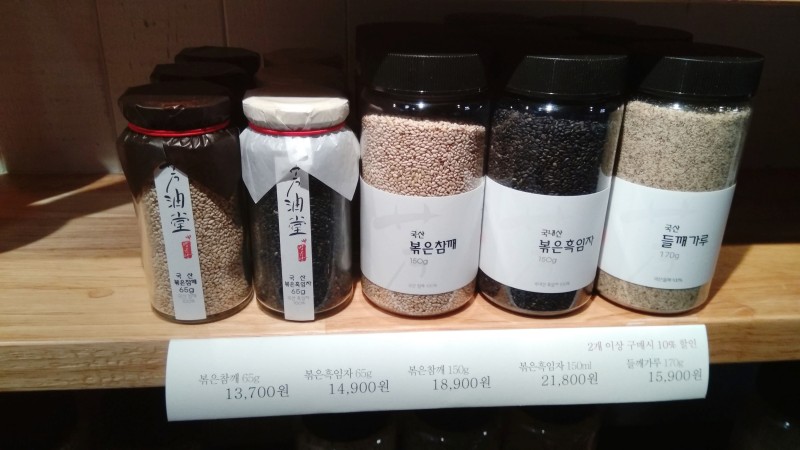 油堂
국산
볶은참깨
65g
油堂
국산
볶은흑임자
65g
국산
볶은참깨
150g
국내산
볶은흑임자
150g
국산
들깨가루
170g
2개 이상 구매시 10% 할인
볶은참깨 65g
13,700원
볶은흑임자 65g
14,900원
볶은참깨 150g
18,900원
볶은흑임자 150ml
21,800원
들깨가루 170g
15,900원